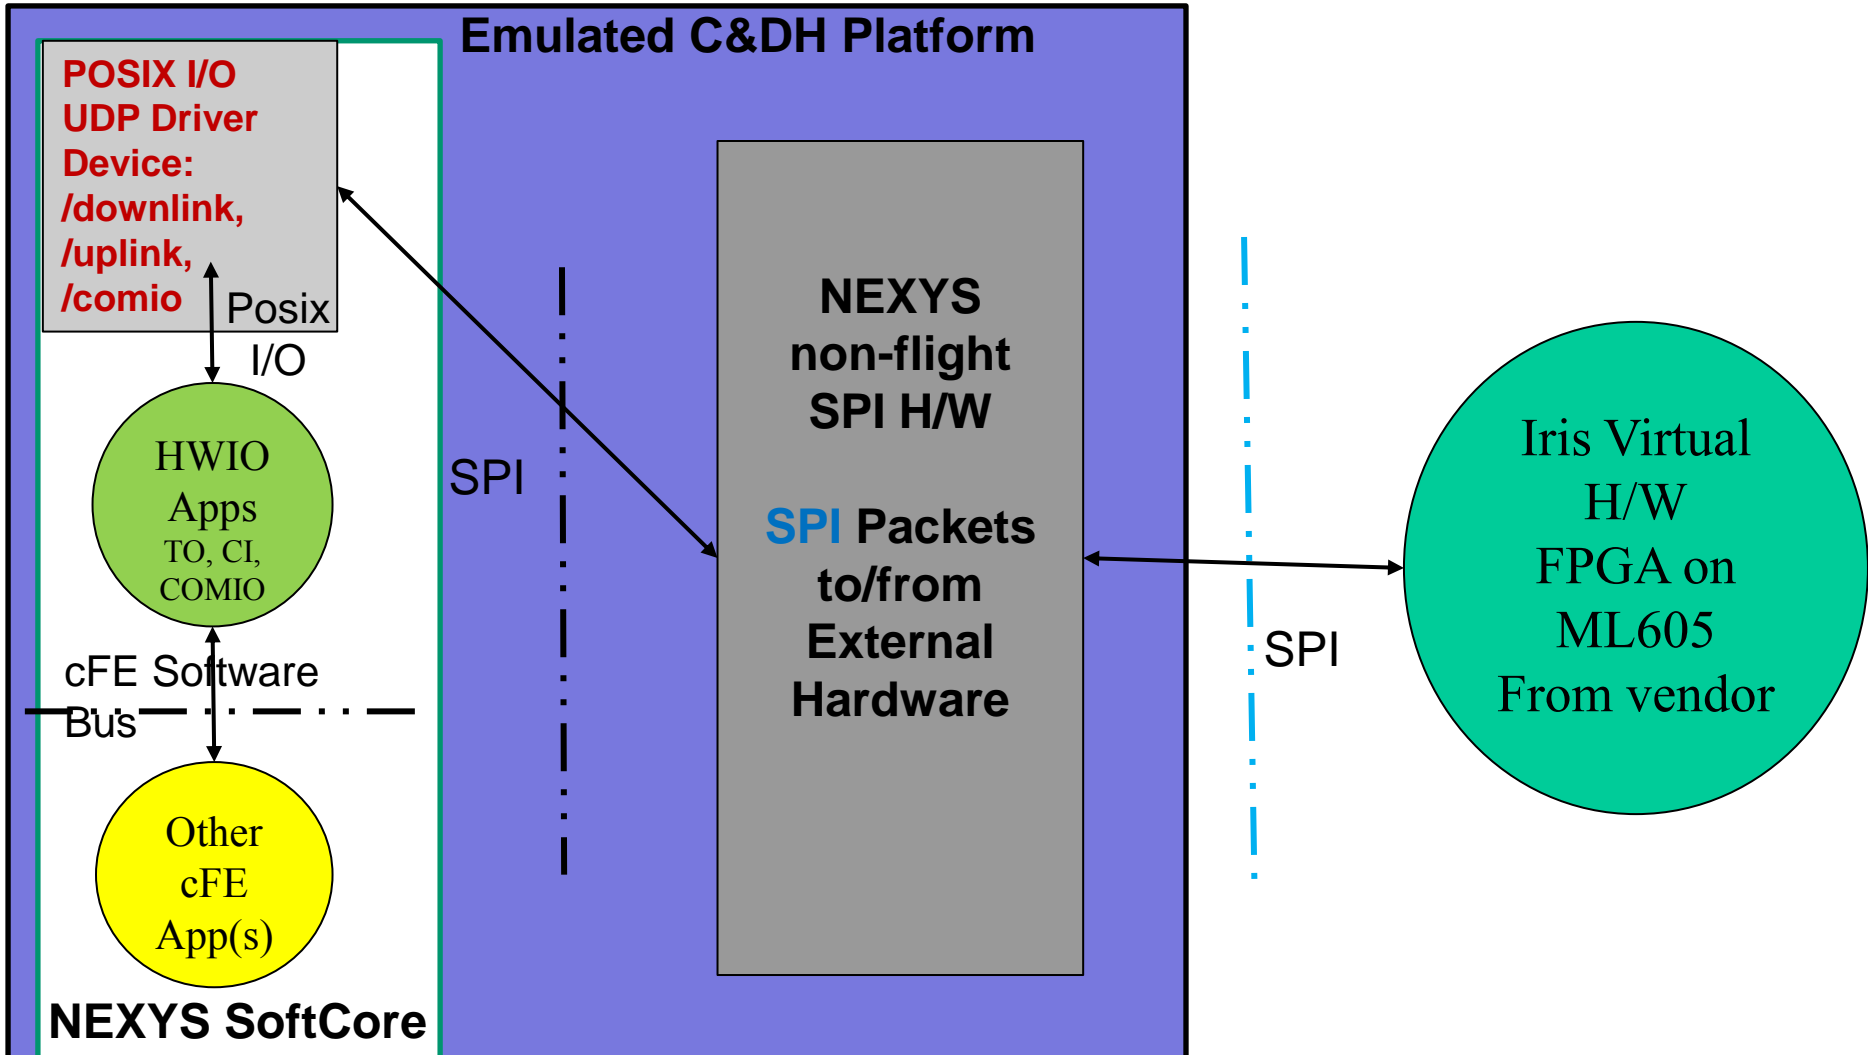 Emulated C&DH Platform
POSIX I/O
UDP Driver
Device:
/downlink,
/uplink,
/comio
Posix
I/O
HWIO
Apps
TO, CI,
COMIO
cFE Software
Bus
Other
cFE
App(s)
NEXYS SoftCore
SPI
NEXYS
non-flight
SPI H/W
SPI Packets
to/from
External
Hardware
SPI
Iris Virtual
H/W
FPGA on
ML605
From vendor